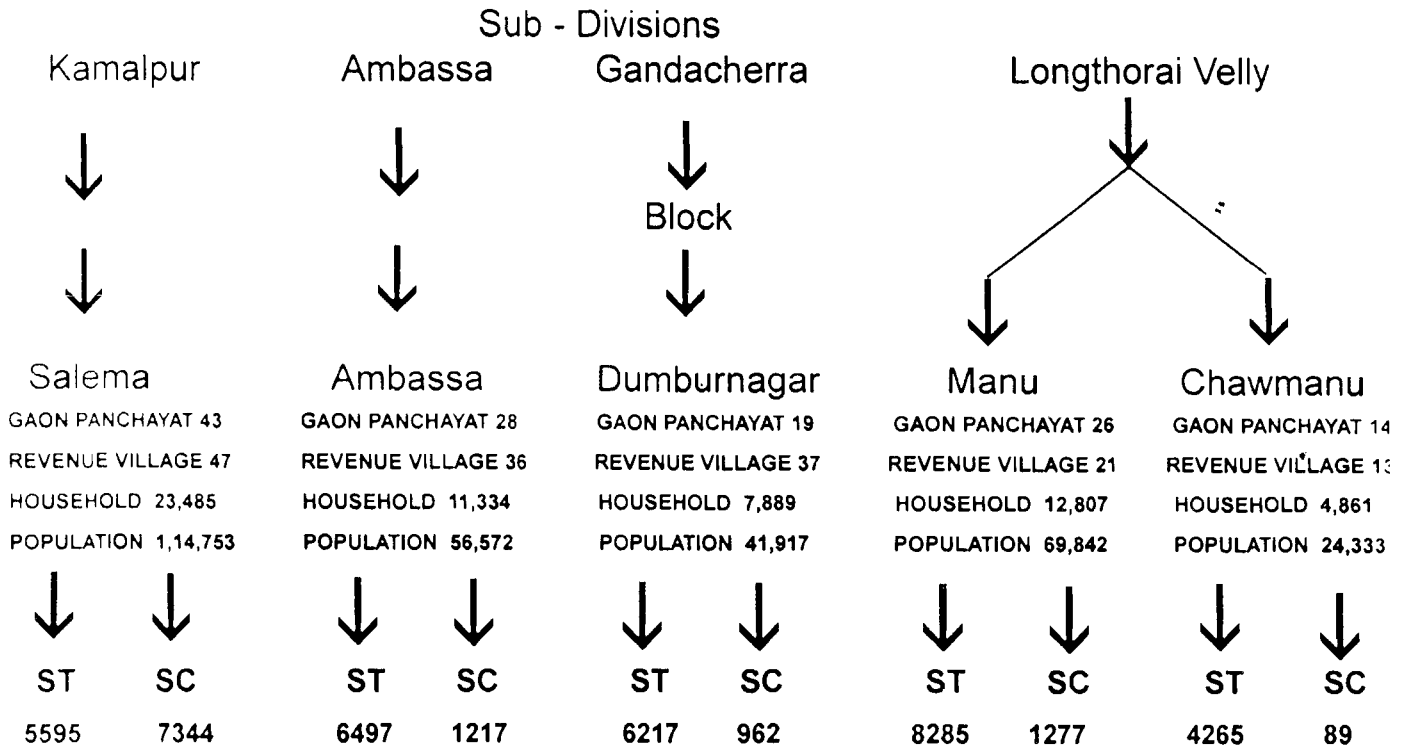 Sub - Divisions
Kamalpur Ambassa Gandacherra Longthorai Velly
Block
Salema Ambassa Dumburnagar Manu Chawmanu
GAON PANCHAYAT 43 GAON PANCHAYAT 28 GAON PANCHAYAT 19 GAON PANCHAYAT 26 GAON PANCHAYAT 14
REVENUE VILLAGE 47 REVENUE VILLAGE 36 REVENUE VILLAGE 37 REVENUE VILLAGE 21 REVENUE VILLAGE
HOUSEHOLD 23,485 HOUSEHOLD 11,334 HOUSEHOLD 7,889 HOUSEHOLD 12,807 HOUSEHOLD 4,861
POPULATION 1,14,753 POPULATION 56,572 POPULATION 41,917 POPULATION 69,842 POPULATION 24,333
ST SC ST SC ST SC ST SC ST SC
5595 7344 6497 1217 6217 962 8285 1277 4265 89